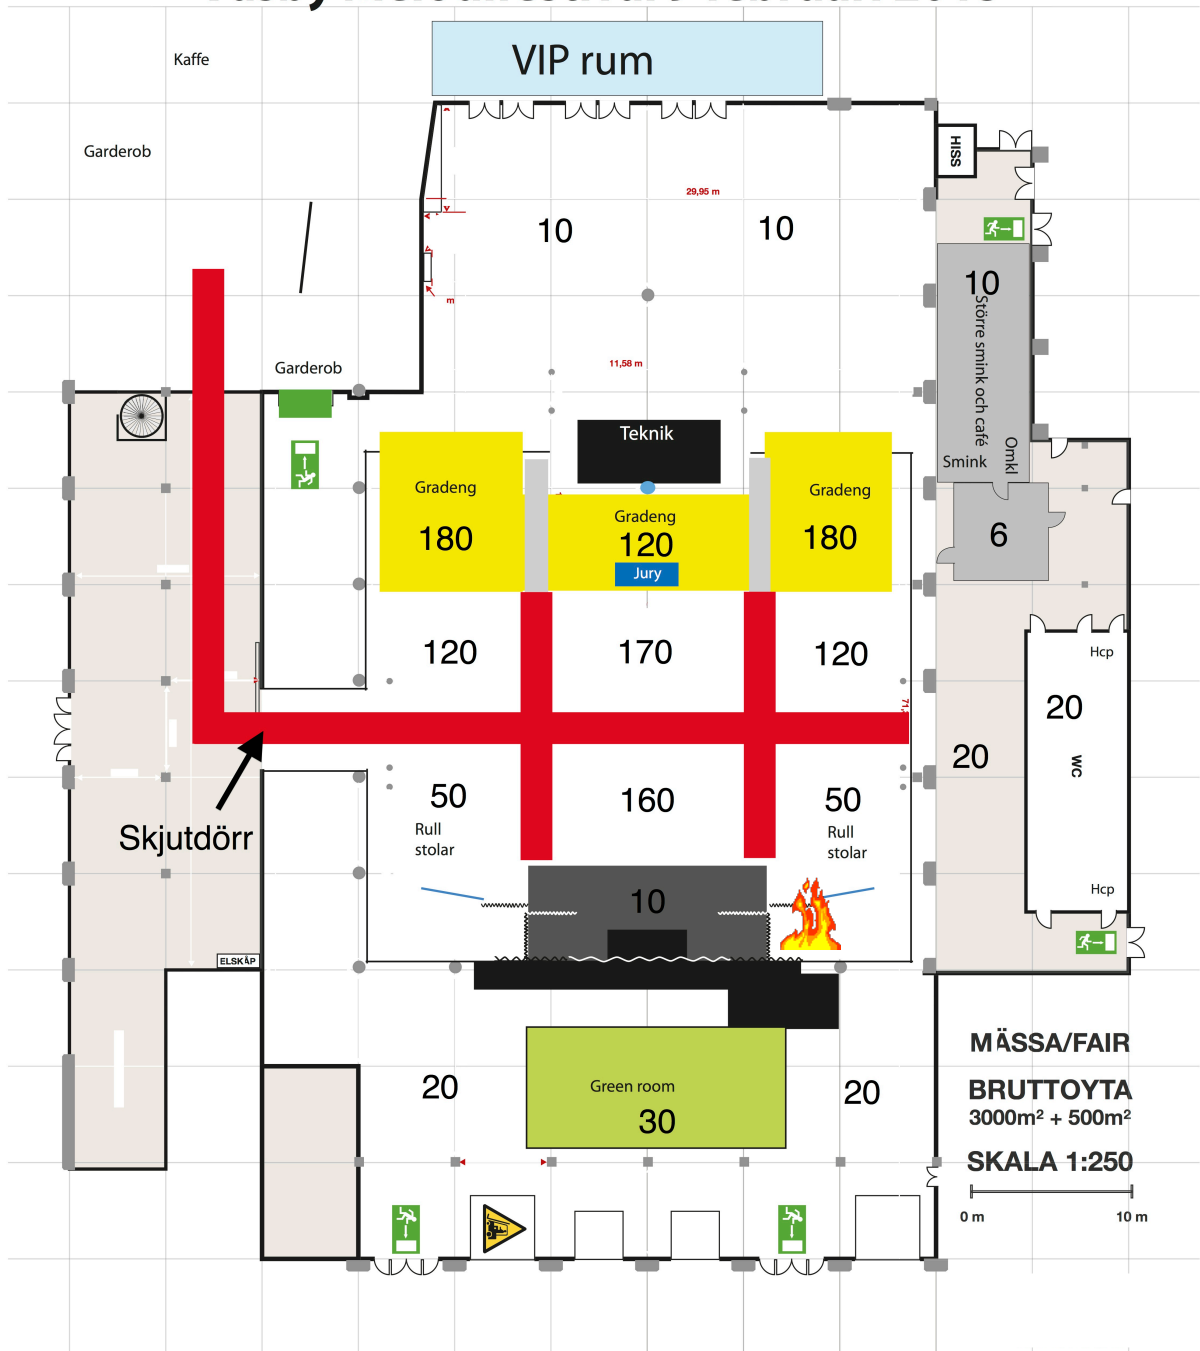 Kaffe
VIP rum
Garderob
HISS
29,95 m
10
10
10
Större smink och café
m
11,58 m
Garderob
Teknik
Omkl
Smink
Gradeng
180
Gradeng
120
Jury
Gradeng
180
6
120
170
120
Hcp
20
20
WC
71,
50
160
50
Rull
stolar
Rull
stolar
Skjutdörr
10
Hcp
ELSKÅP
MÄSSA/FAIR
BRUTTOYTA
3000m² + 500m²
SKALA 1:250
0 m
10 m
20
Green room
30
20